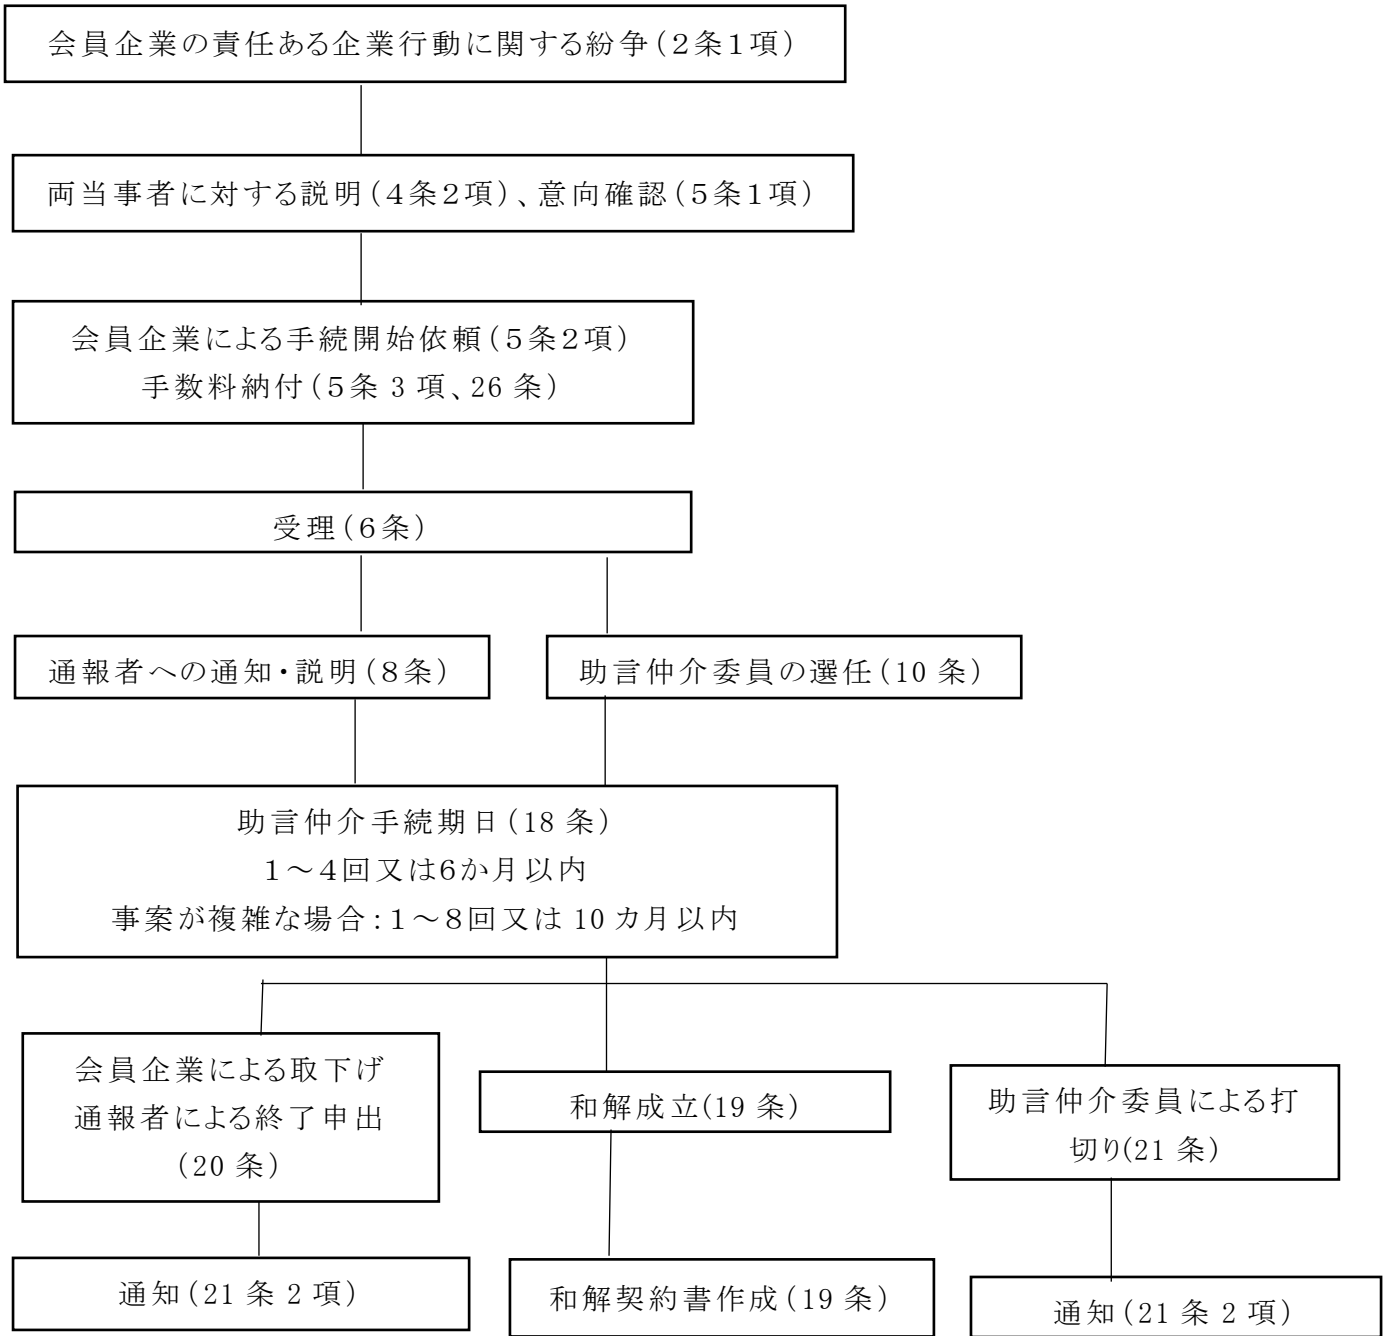 会員企業の責任ある企業行動に関する紛争(２条１項)
両当事者に対する説明(４条２項)、意向確認(５条１項)
会員企業による手続開始依頼(５条２項)
手数料納付(５条 3 項、26 条)
受理(６条)
通報者への通知・説明(８条)
助言仲介委員の選任(10 条)
助言仲介手続期日(18 条)
１～４回又は６か月以内
事案が複雑な場合:１～８回又は 10 カ月以内
会員企業による取下げ
通報者による終了申出
(20 条)
和解成立(19 条)
助言仲介委員による打
切り(21 条)
通知(21 条 2 項)
和解契約書作成(19 条)
通知(21 条 2 項)